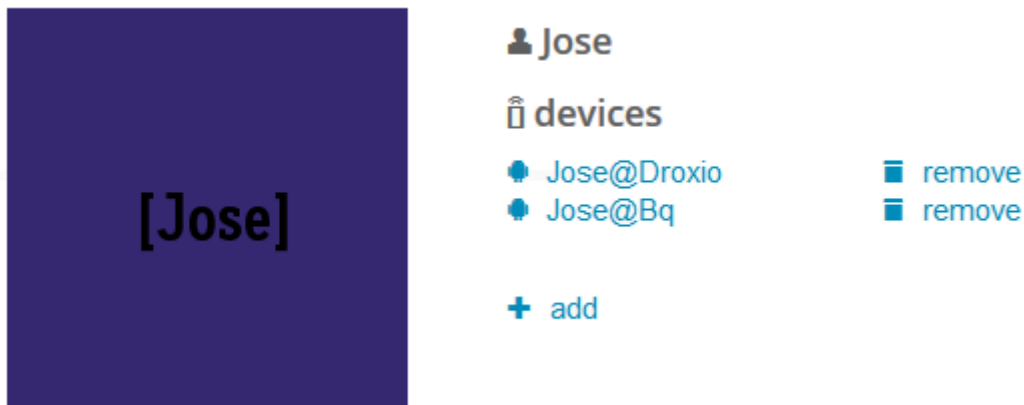 [Jose]
Jose
devices
Jose@Droxio remove
Jose@Bq remove
add